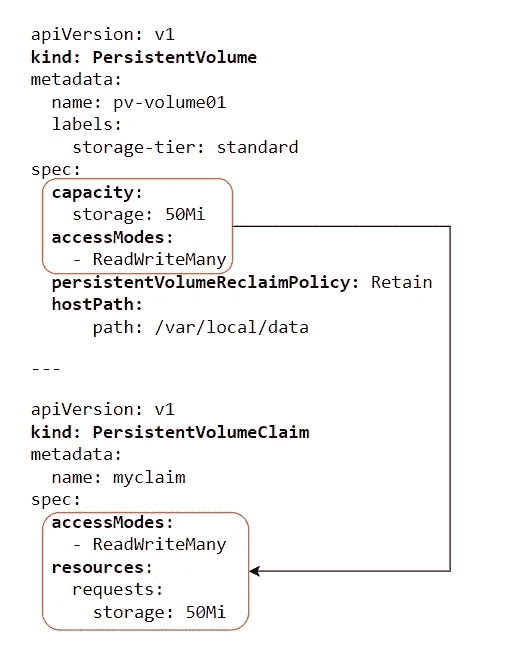 apiVersion: v1
kind: PersistentVolume
metadata:
  name: pv-volume01
  labels:
    storage-tier: standard
spec:
  capacity:
    storage: 50Mi
  accessModes:
    - ReadWriteMany
  persistentVolumeReclaimPolicy: Retain
  hostPath:
      path: /var/local/data
---
apiVersion: v1
kind: PersistentVolumeClaim
metadata:
  name: myclaim
spec:
  accessModes:
    - ReadWriteMany
  resources:
    requests:
      storage: 50Mi